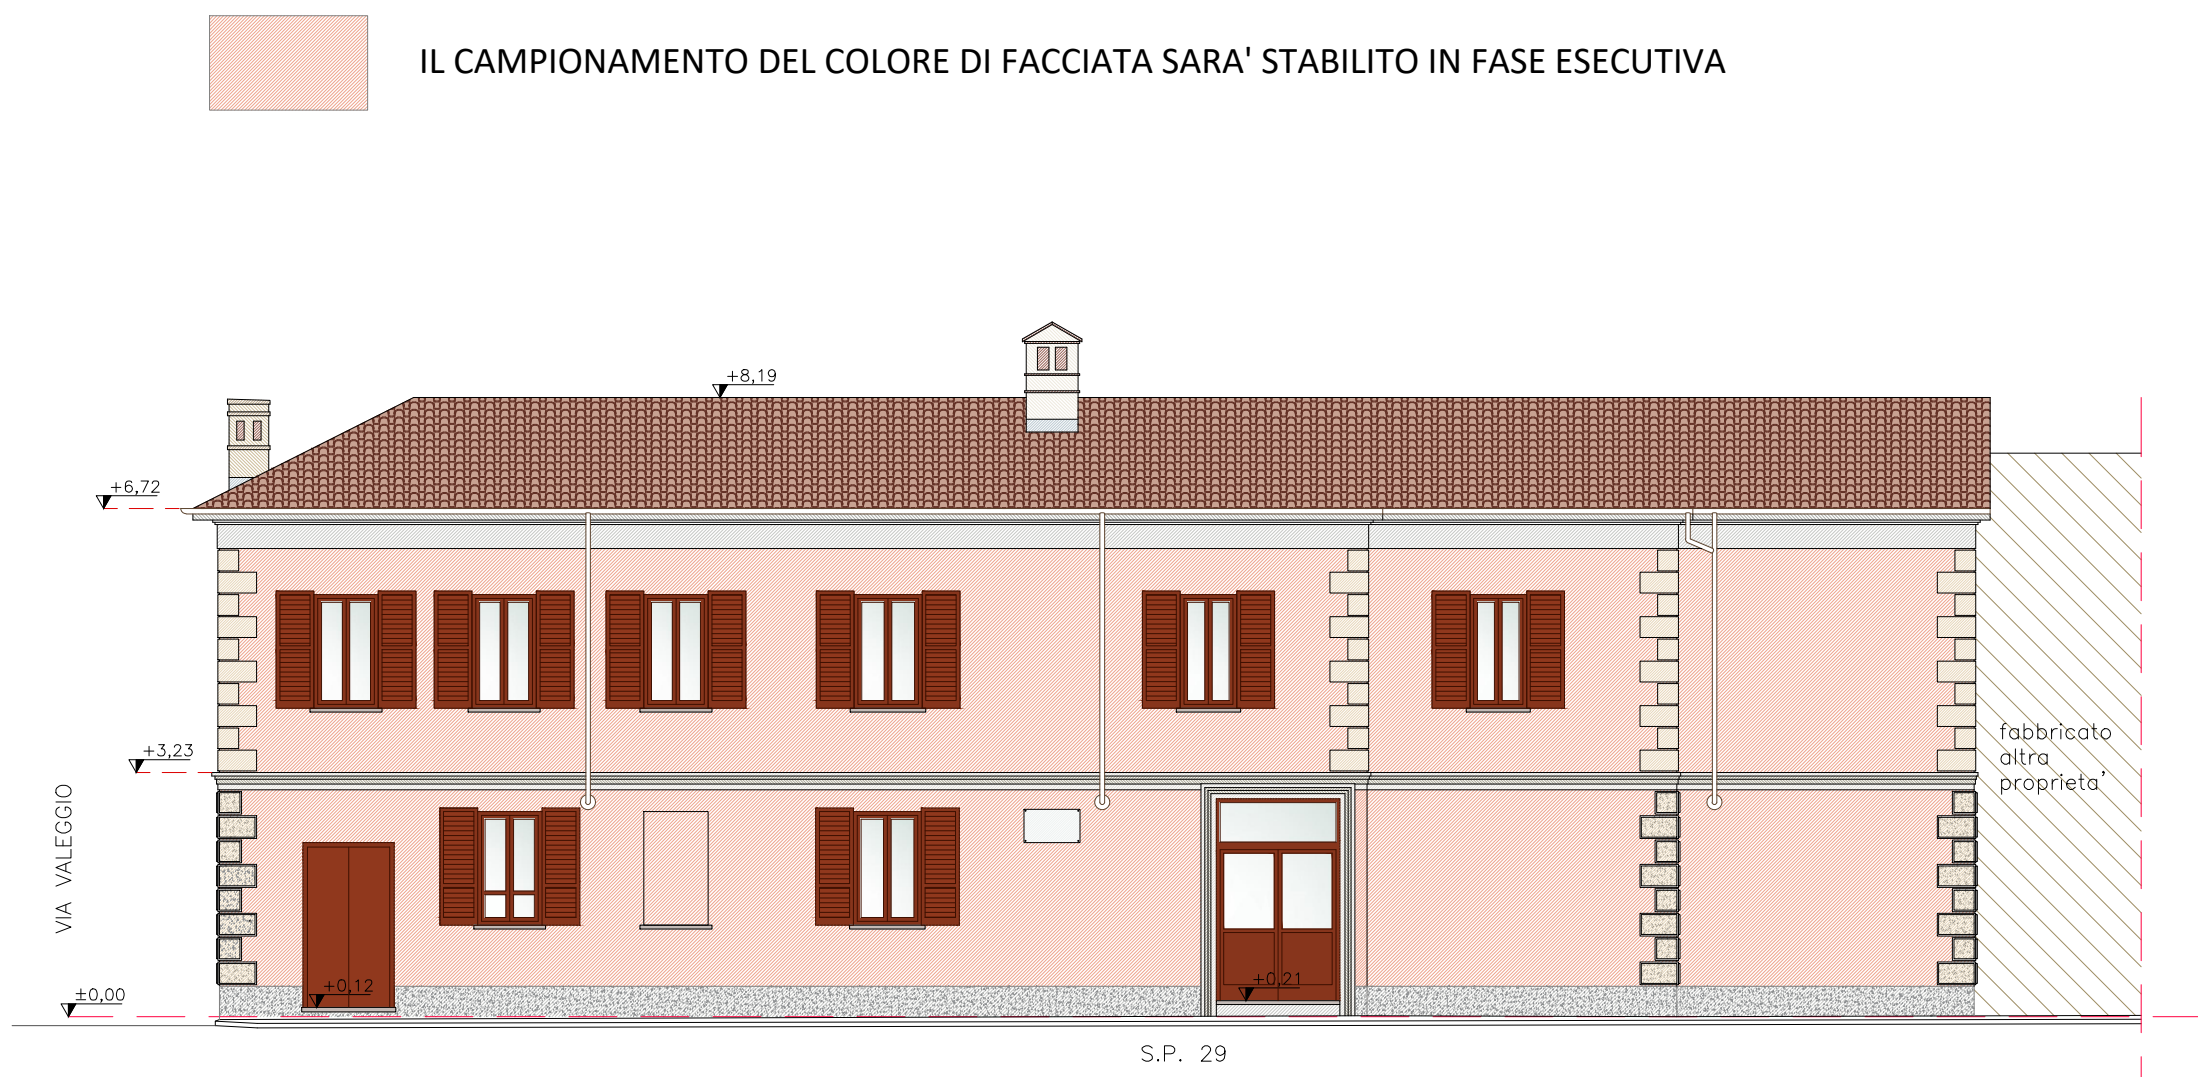 IL CAMPIONAMENTO DEL COLORE DI FACCIATA SARA' STABILITO IN FASE ESECUTIVA
+8,19
+6,72
+3,23
fabbricato
altra
proprieta'
VIA VALEGGIO
+0,12
+0,21
±0,00
S.P. 29